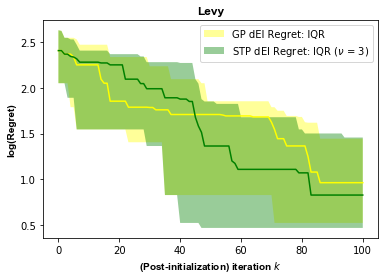 Levy
GP dEI Regret: IQR
STP dEI Regret: IQR (ν = 3)
log(Regret)
2.5
2.0
1.5
1.0
0.5
0 20 40 60 80 100
(Post-initialization) iteration k